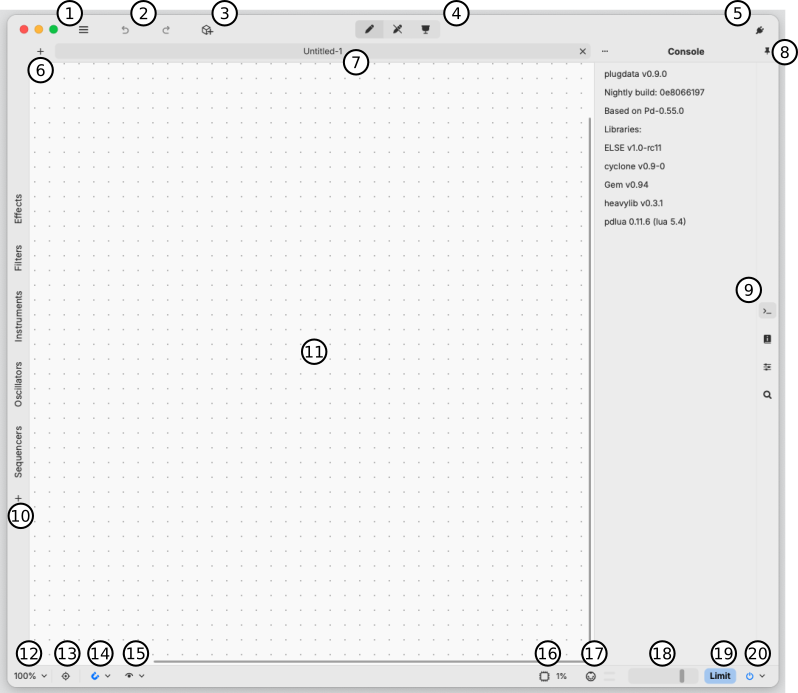 1
2
3
4
5
+
Untitled-1
Console
6
7
8
plugdata v0.9.0
Nightly build: 0e8066197
Based on Pd-0.55.0
Libraries:
ELSE v1.0-rc11
cyclone v0.9-0
Gem v0.94
heavylib v0.3.1
pdlua 0.11.6 (lua 5.4)
Effects
Filters
Instruments
Oscillators
Sequencers
+
9
10
11
12
13
14
15
16
17
18
19
20
100%
1%
Limit